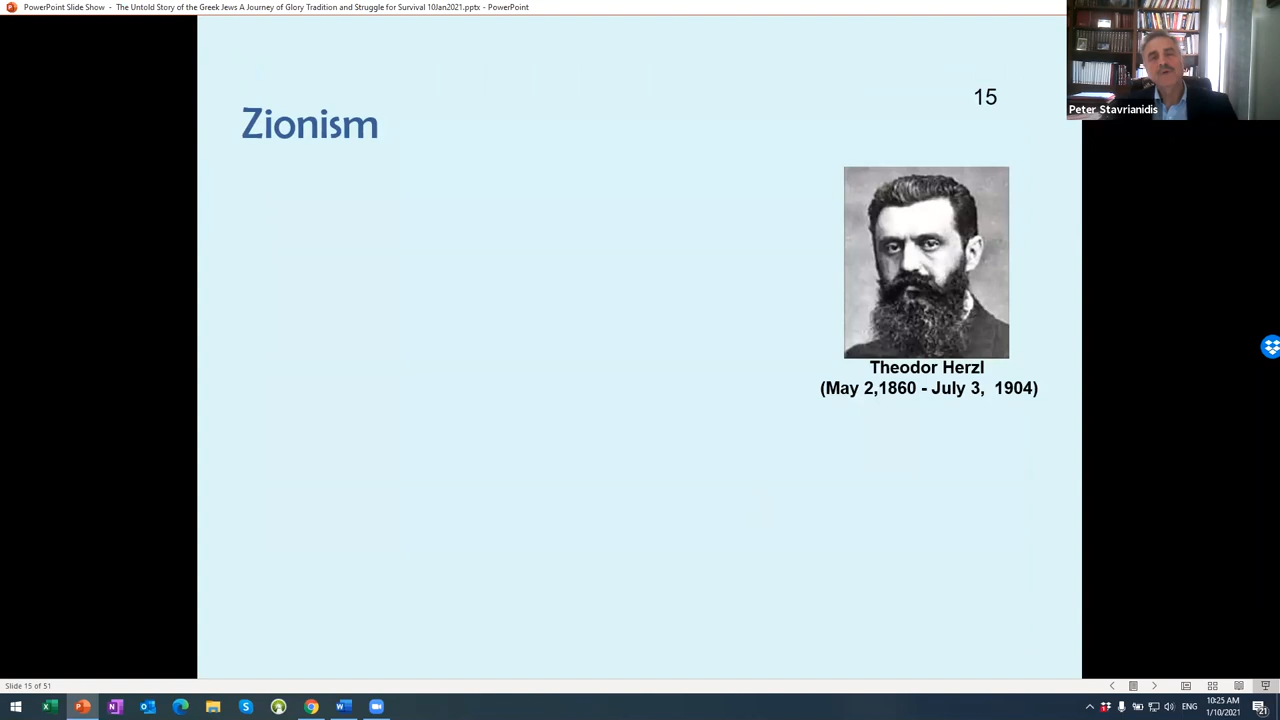 PowerPoint Slide Show - The Untold Story of the Greek Jews A Journey of Glory Tradition and Struggle for Survival 10Jan2021.pptx - PowerPoint
Peter Stavrianidis
15
Zionism
Theodor Herzl
(May 2,1860 - July 3, 1904)
Slide 15 of 51
ENG
10:25 AM
1/10/2021
21